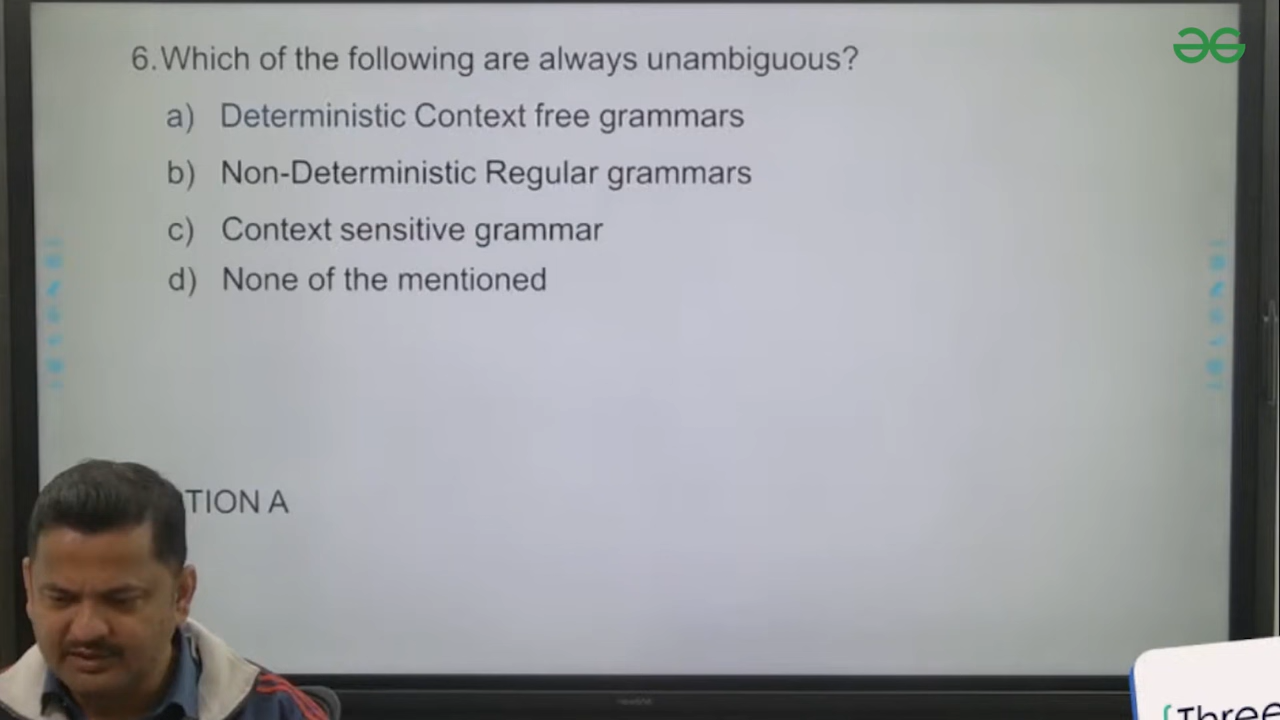 6. Which of the following are always unambiguous?
a) Deterministic Context free grammars
b) Non-Deterministic Regular grammars
c) Context sensitive grammar
d) None of the mentioned
TION A
{Three